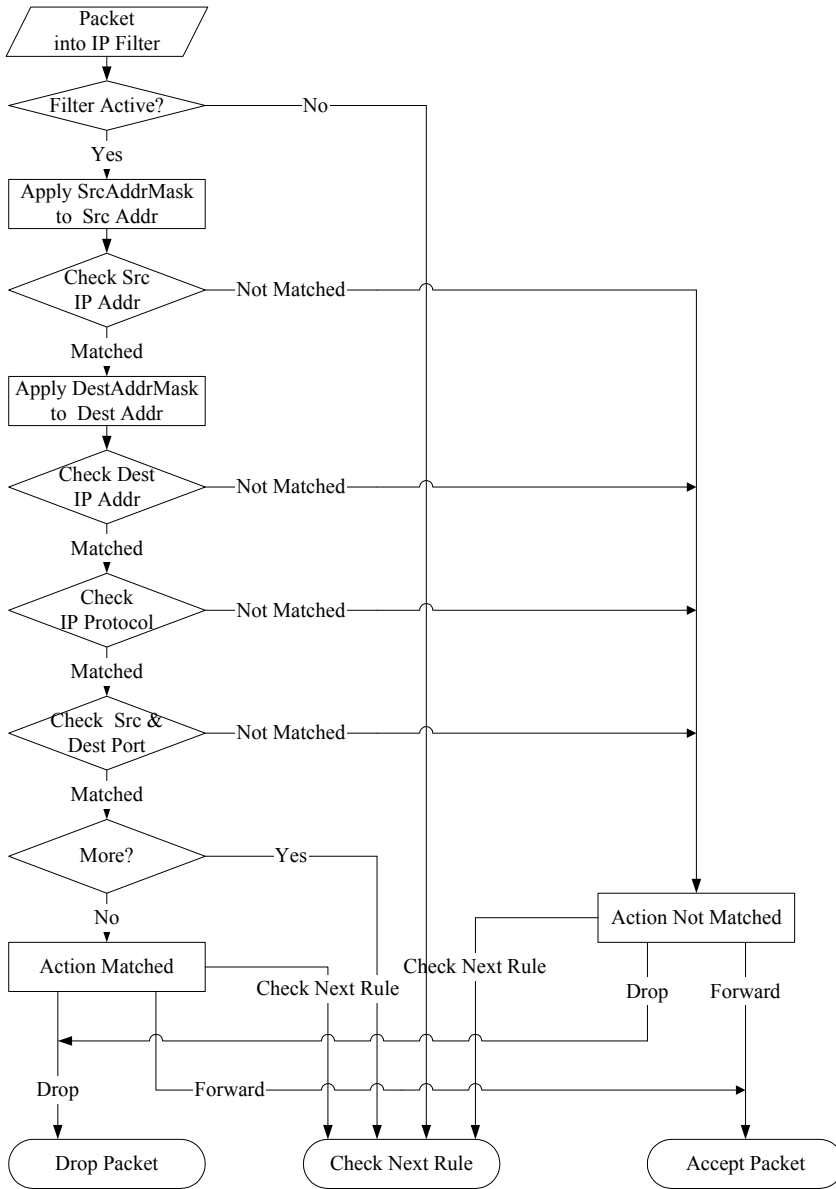 Packet
into IP Filter
Filter Active?
No
Yes
Apply SrcAddrMask
to Src Addr
Check Src
IP Addr
Not Matched
Matched
Apply DestAddrMask
to Dest Addr
Check Dest
IP Addr
Not Matched
Matched
Check
IP Protocol
Not Matched
Matched
Check Src &
Dest Port
Not Matched
Matched
More?
Yes
No
Action Not Matched
Action Matched
Check Next Rule
Check Next Rule
Drop
Forward
Drop
Forward
Drop Packet
Check Next Rule
Accept Packet